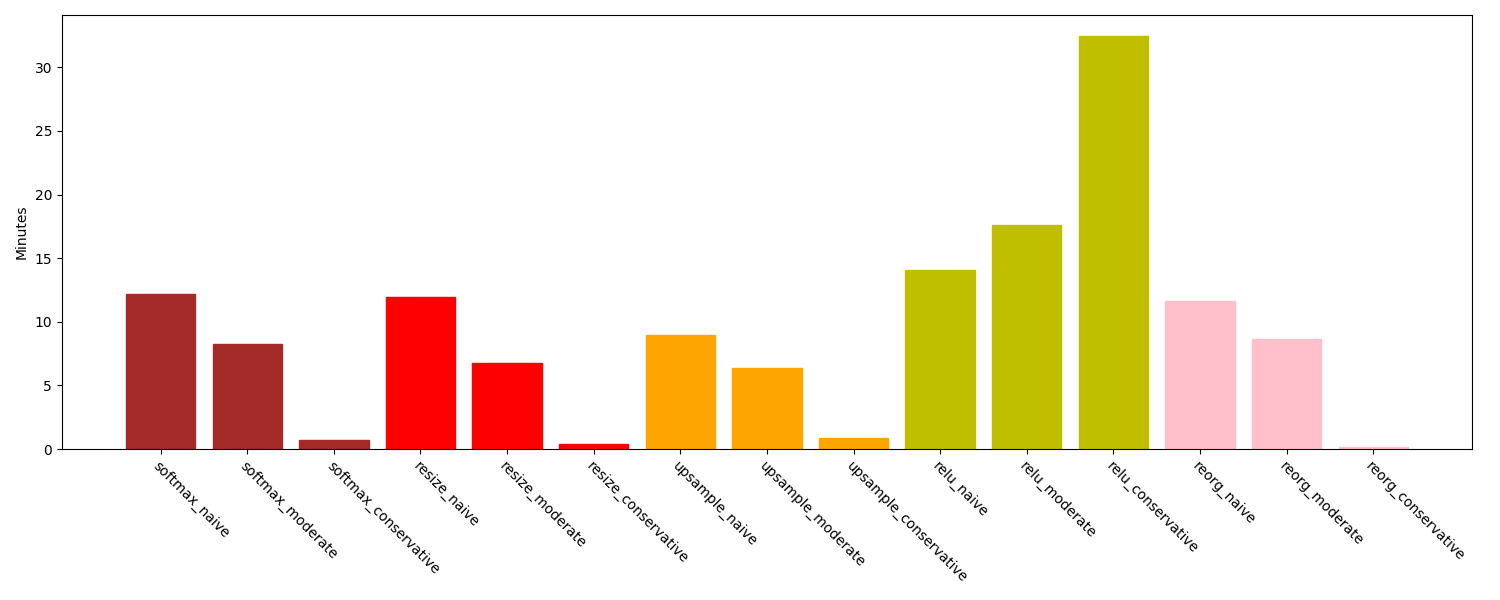 Minutes
30
25
20
15
10
5
0
softmax_naive
softmax_moderate
softmax_conservative
resize_naive
resize_moderate
resize_conservative
upsample_naive
upsample_moderate
upsample_conservative
relu_naive
relu_moderate
relu_conservative
reorg_naive
reorg_moderate
reorg_conservative